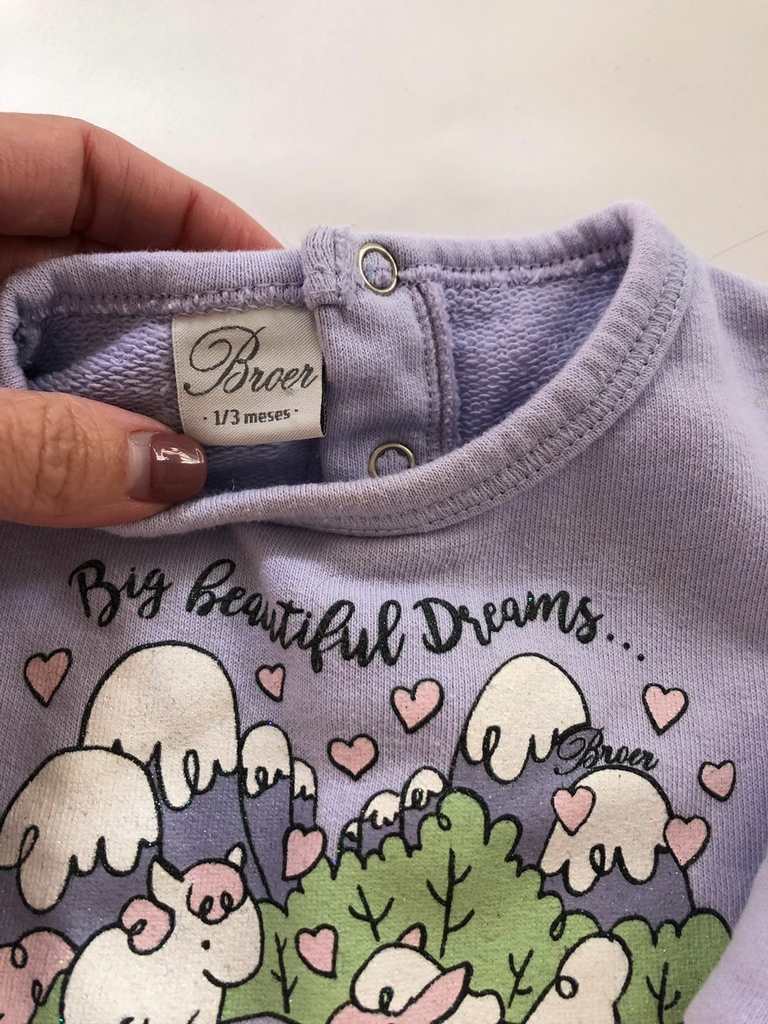 Broer
· 1/3 meses ·
Big beautiful Dreams...
Broer